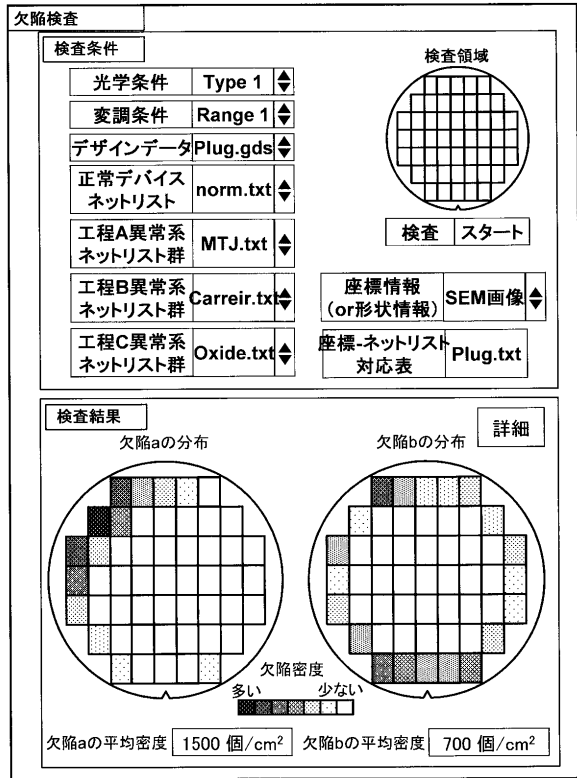 欠陥検査
検査条件
光学条件 Type 1
変調条件 Range 1
デザインデータ Plug.gds
正常デバイス
ネットリスト
norm.txt
工程A異常系
ネットリスト群
MTJ.txt
工程B異常系
ネットリスト群
Carreir.txt
工程C異常系
ネットリスト群
Oxide.txt
検査領域
検査 スタート
座標情報
(or形状情報)
SEM画像
座標-ネットリスト
対応表
Plug.txt
検査結果
詳細
欠陥aの分布
欠陥bの分布
欠陥密度
多い 少ない
欠陥aの平均密度 1500 個/cm²
欠陥bの平均密度 700 個/cm²